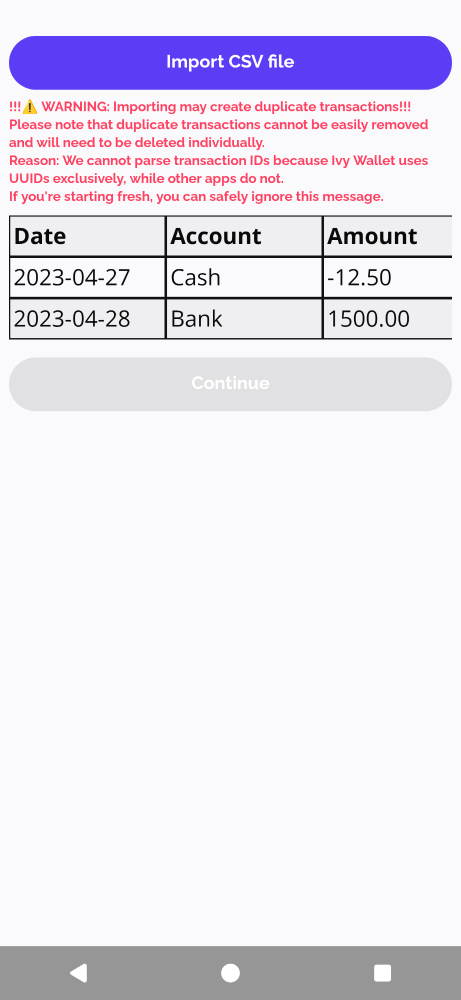 Import CSV file
!!!⚠️ WARNING: Importing may create duplicate transactions!!!
Please note that duplicate transactions cannot be easily removed
and will need to be deleted individually.
Reason: We cannot parse transaction IDs because Ivy Wallet uses
UUIDs exclusively, while other apps do not.
If you're starting fresh, you can safely ignore this message.
Date Account Amount
2023-04-27 Cash -12.50
2023-04-28 Bank 1500.00
Continue